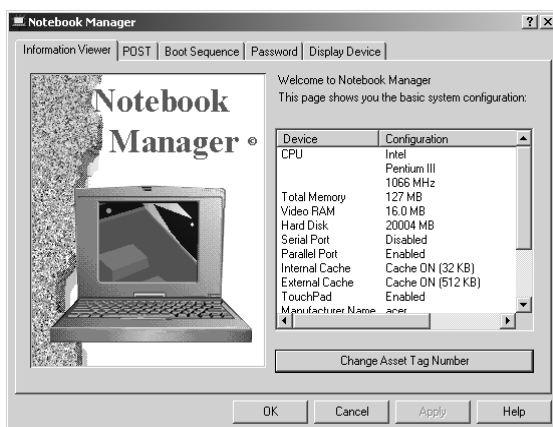 Notebook Manager
? x
Information Viewer POST Boot Sequence Password Display Device
Notebook
Manager ©
Welcome to Notebook Manager
This page shows you the basic system configuration:
Device Configuration
CPU Intel
Pentium III
1066 MHz
Total Memory 127 MB
Video RAM 16.0 MB
Hard Disk 20004 MB
Serial Port Disabled
Parallel Port Enabled
Internal Cache Cache ON (32 KB)
External Cache Cache ON (512 KB)
TouchPad Enabled
Manufacturer Name acer
Change Asset Tag Number
OK Cancel Apply Help